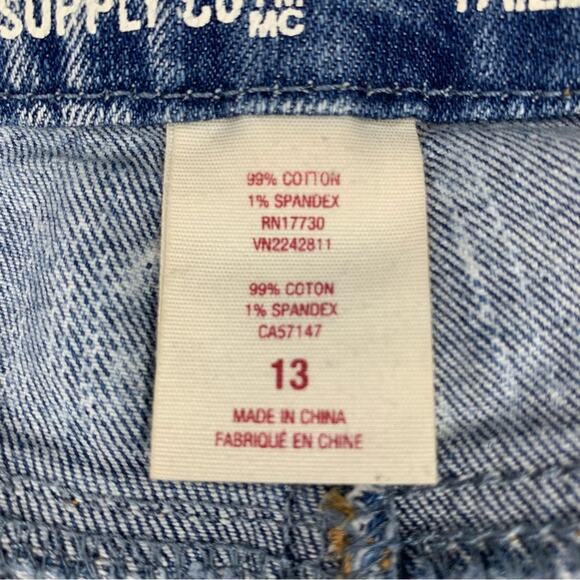 SUPPLY CO TM
MC
99% COTTON
1% SPANDEX
RN17730
VN2242811
99% COTON
1% SPANDEX
CA57147
13
MADE IN CHINA
FABRIQUÉ EN CHINE